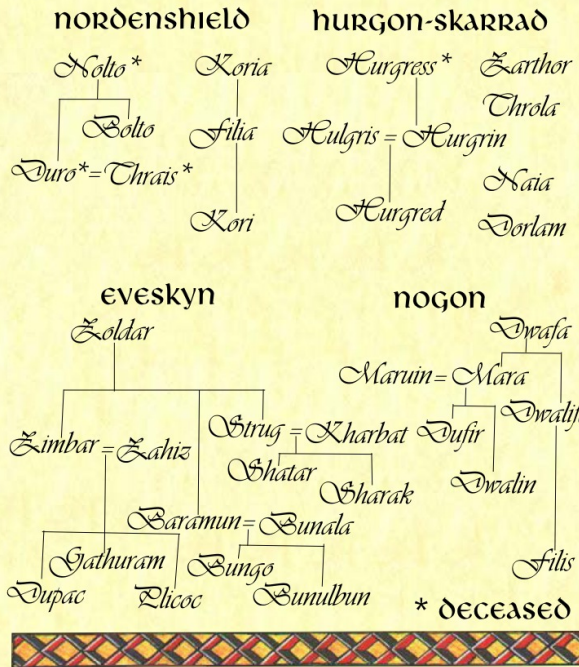 NORDENSHIELD
Nolto *
Koria
Bolto
Filia
Duro*=Thrais*
Kori
HURGON-SKARRAD
Hurgress *
Zarthor
Throla
Hulgris = Hurgrin
Naia
Hurgred
Dorlam
EVESKYN
Zoldar
Strug = Kharbat
Zimbar = Zahiz
Shatar
Sharak
Baramun = Bunala
Gathuram
Bungo
Dupac
Plicoc
Bunulbun
NOGON
Dwafa
Maruin = Mara
Dufir
Dwalin
Filis
* DECEASED